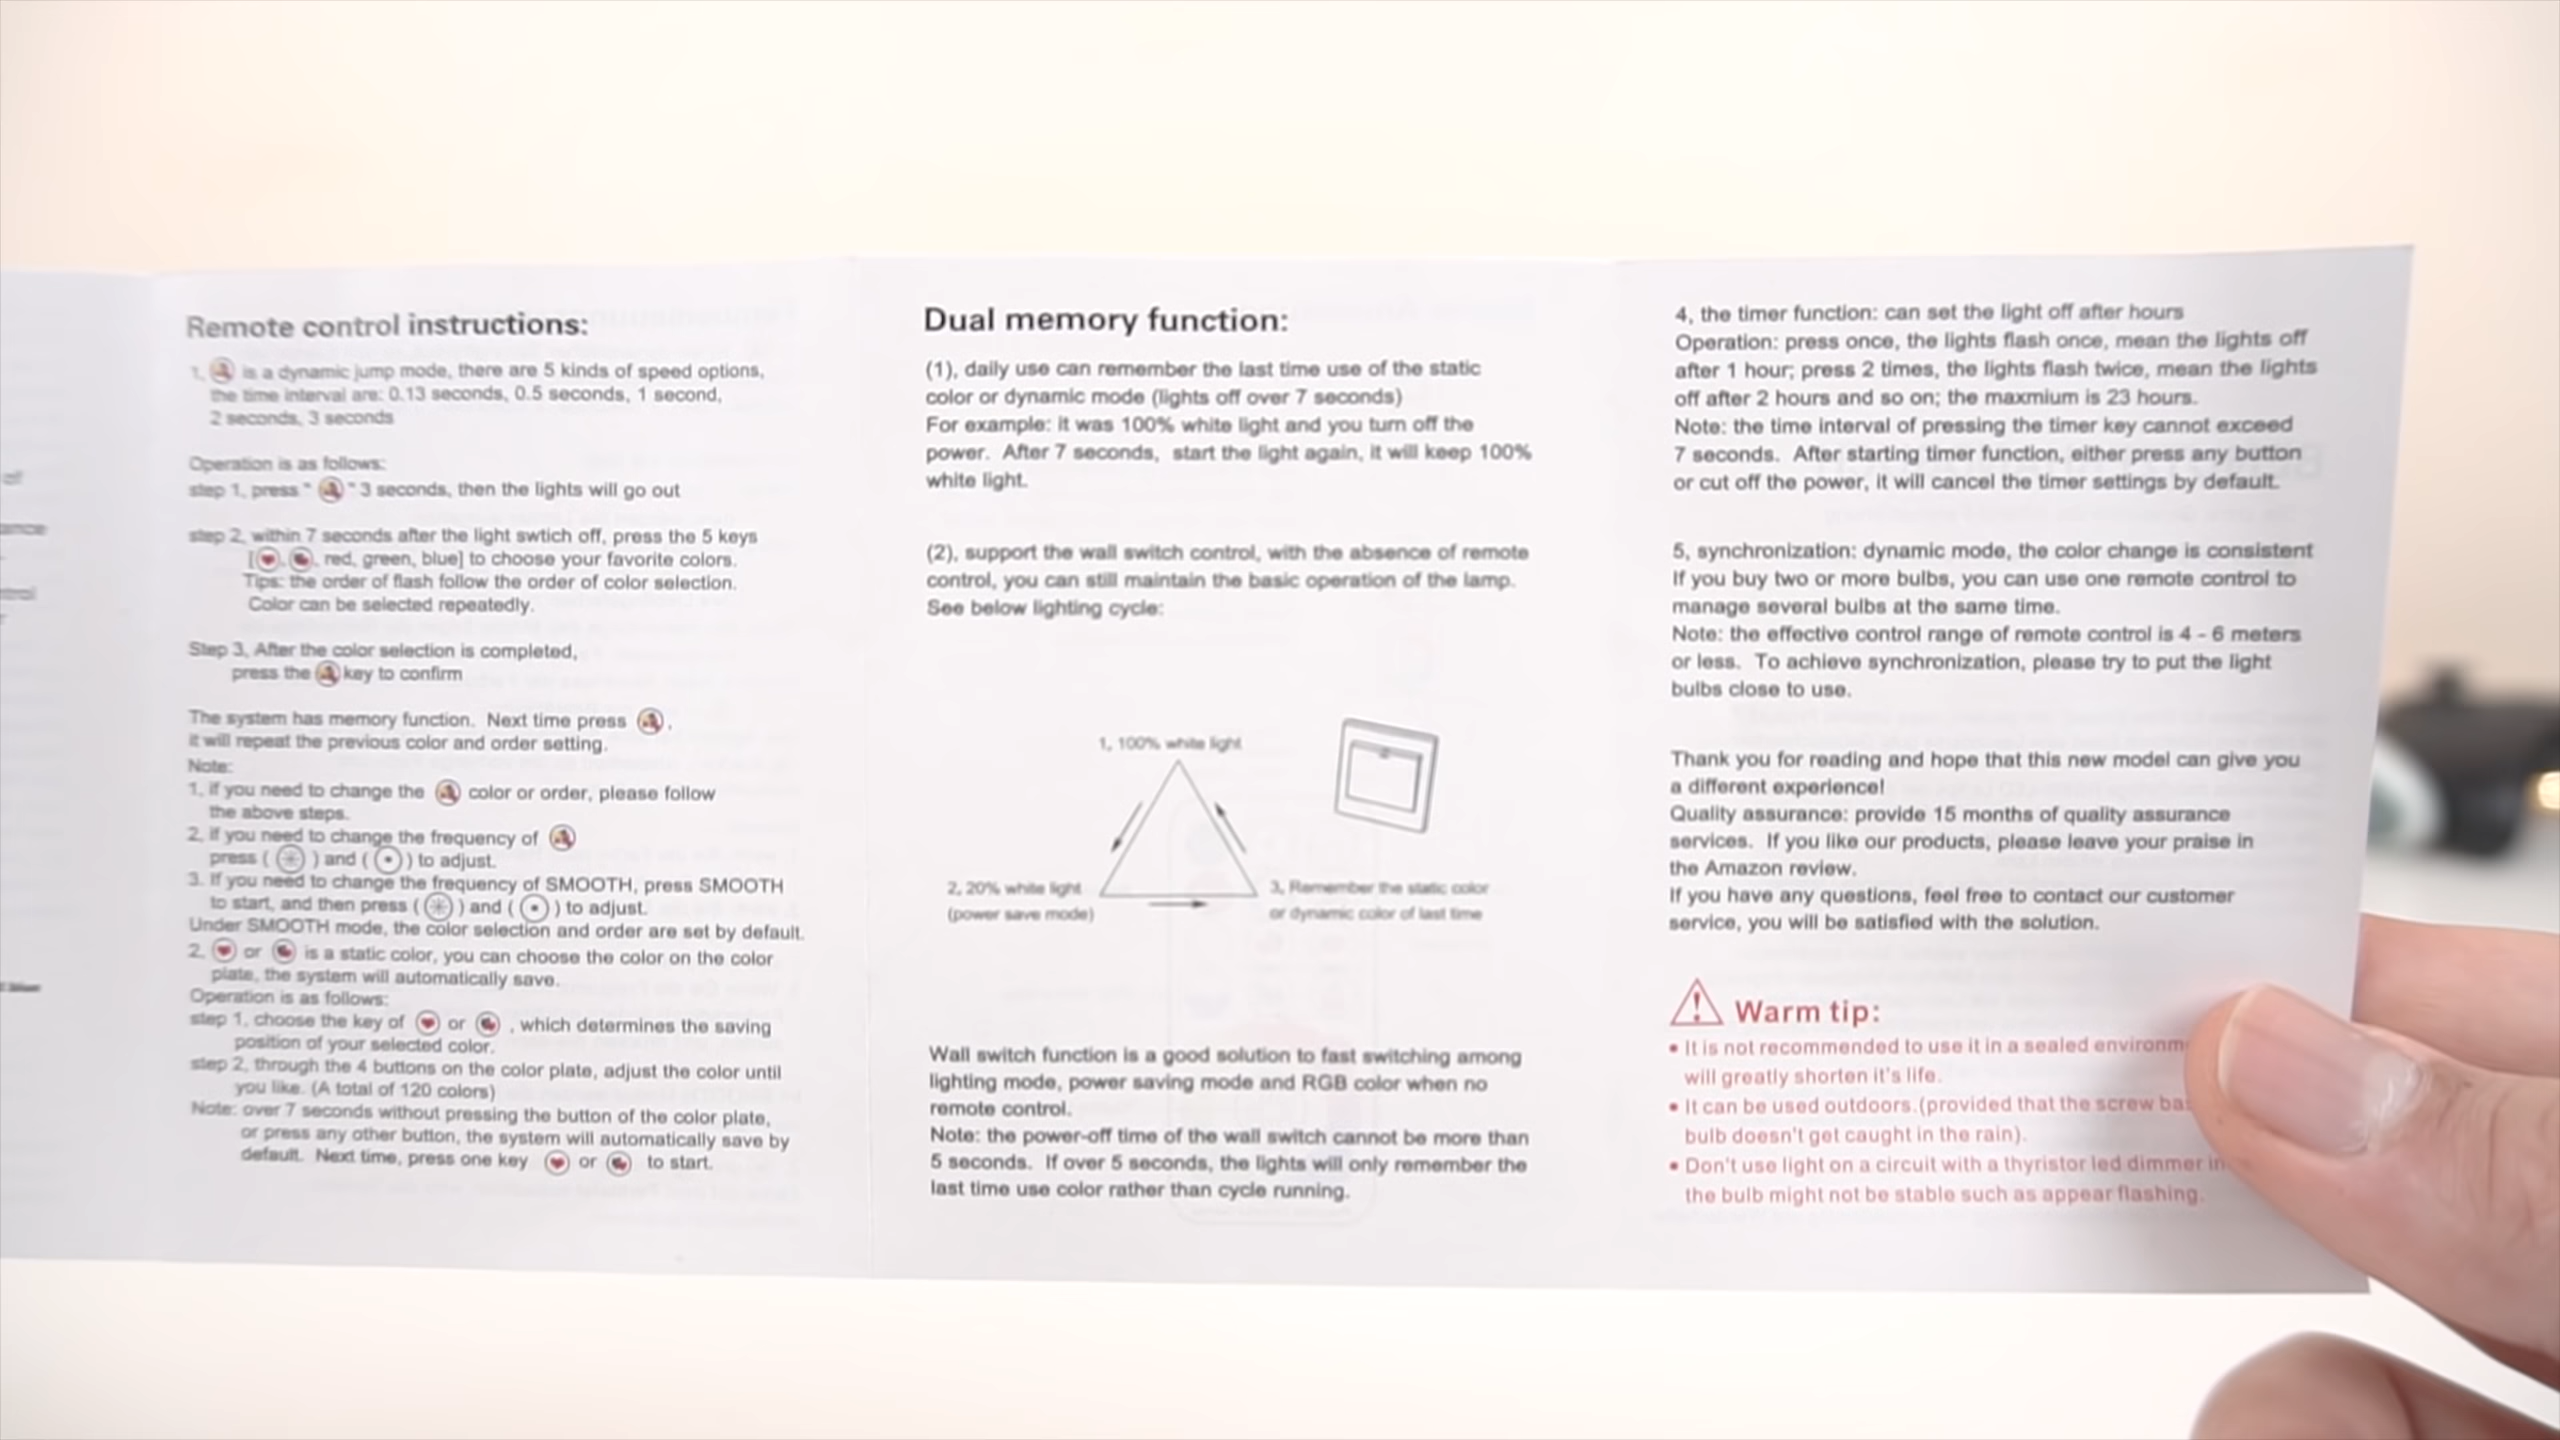 Remote control instructions:
1, is a dynamic jump mode, there are 5 kinds of speed options,
the time interval are: 0.13 seconds, 0.5 seconds, 1 second,
2 seconds, 3 seconds
Operation is as follows:
step 1, press " " 3 seconds, then the lights will go out
step 2, within 7 seconds after the light swtich off, press the 5 keys
[ , , red, green, blue] to choose your favorite colors.
Tips: the order of flash follow the order of color selection.
Color can be selected repeatedly.
Step 3, After the color selection is completed,
press the key to confirm
The system has memory function. Next time press ,
it will repeat the previous color and order setting.
Note:
1, if you need to change the color or order, please follow
the above steps.
2, if you need to change the frequency of
press ( ) and ( ) to adjust.
3. If you need to change the frequency of SMOOTH, press SMOOTH
to start, and then press ( ) and ( ) to adjust.
Under SMOOTH mode, the color selection and order are set by default.
2, or is a static color, you can choose the color on the color
plate, the system will automatically save.
Operation is as follows:
step 1, choose the key of or , which determines the saving
position of your selected color.
step 2, through the 4 buttons on the color plate, adjust the color until
you like. (A total of 120 colors)
Note: over 7 seconds without pressing the button of the color plate,
or press any other button, the system will automatically save by
default. Next time, press one key or to start.
Dual memory function:
(1), daily use can remember the last time use of the static
color or dynamic mode (lights off over 7 seconds)
For example: it was 100% white light and you turn off the
power. After 7 seconds, start the light again, it will keep 100%
white light.
(2), support the wall switch control, with the absence of remote
control, you can still maintain the basic operation of the lamp.
See below lighting cycle:
1, 100% white light
2, 20% white light
(power save mode)
3, Remember the static color
or dynamic color of last time
Wall switch function is a good solution to fast switching among
lighting mode, power saving mode and RGB color when no
remote control.
Note: the power-off time of the wall switch cannot be more than
5 seconds. If over 5 seconds, the lights will only remember the
last time use color rather than cycle running.
4, the timer function: can set the light off after hours
Operation: press once, the lights flash once, mean the lights off
after 1 hour; press 2 times, the lights flash twice, mean the lights
off after 2 hours and so on; the maxmium is 23 hours.
Note: the time interval of pressing the timer key cannot exceed
7 seconds. After starting timer function, either press any button
or cut off the power, it will cancel the timer settings by default.
5, synchronization: dynamic mode, the color change is consistent
If you buy two or more bulbs, you can use one remote control to
manage several bulbs at the same time.
Note: the effective control range of remote control is 4 - 6 meters
or less. To achieve synchronization, please try to put the light
bulbs close to use.
Thank you for reading and hope that this new model can give you
a different experience!
Quality assurance: provide 15 months of quality assurance
services. If you like our products, please leave your praise in
the Amazon review.
If you have any questions, feel free to contact our customer
service, you will be satisfied with the solution.
Warm tip:
• It is not recommended to use it in a sealed
will greatly shorten it's life.
• It can be used outdoors.(provided that the screw
bulb doesn't get caught in the rain).
• Don't use light on a circuit with a thyristor led dimmer
the bulb might not be stable such as appear flashing.